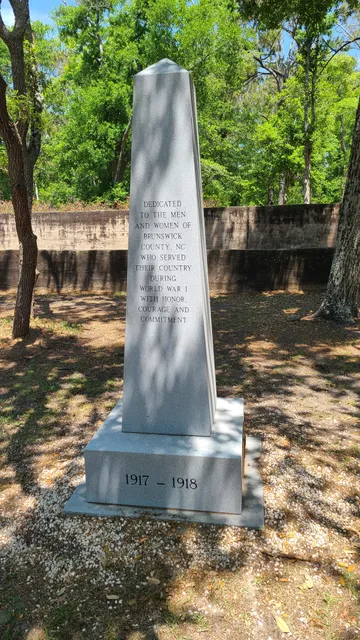 DEDICATED
TO THE MEN
AND WOMEN OF
BRUNSWICK
COUNTY, NC
WHO SERVED
THEIR COUNTRY
DURING
WORLD WAR I
WITH HONOR,
COURAGE AND
COMMITMENT
1917 – 1918